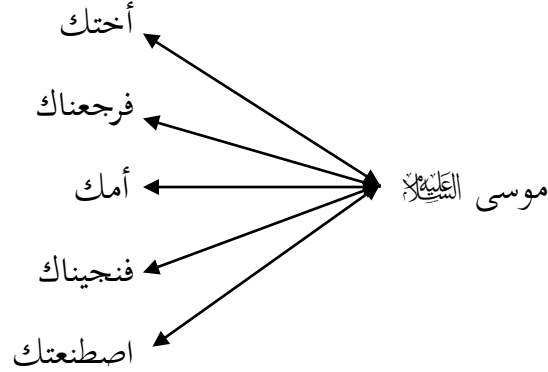 أختك
فرجعناك
أمك
موسى عليه السلام
فنجيناك
اصطنعتك